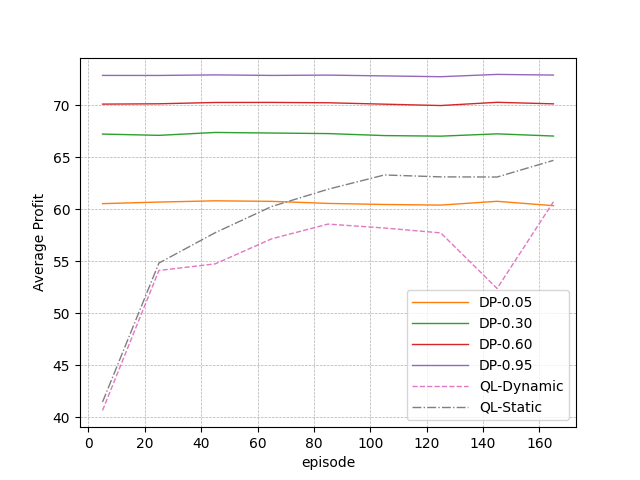 Average Profit
70
65
60
55
50
45
40
0 20 40 60 80 100 120 140 160
episode
DP-0.05
DP-0.30
DP-0.60
DP-0.95
QL-Dynamic
QL-Static